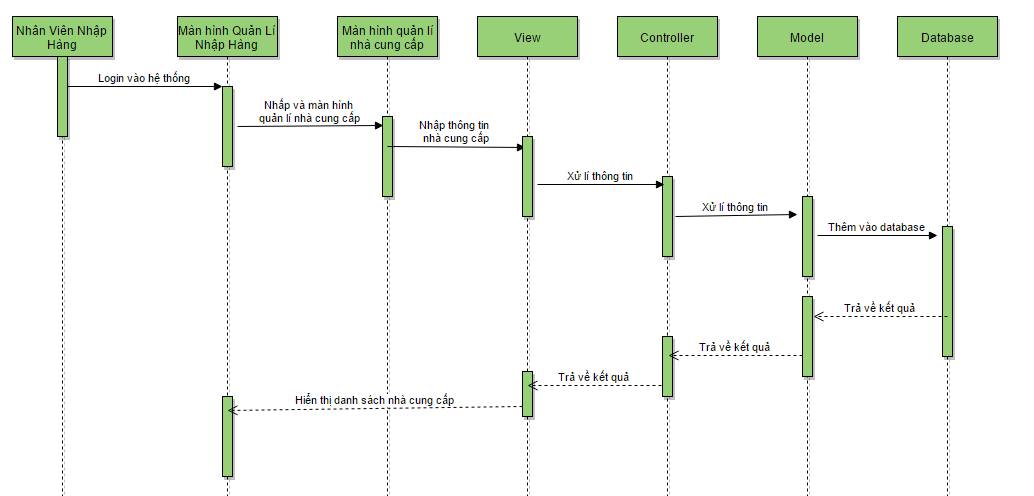 Nhân Viên Nhập
Hàng
Màn hình Quản Lí
Nhập Hàng
Màn hình quản lí
nhà cung cấp
View
Controller
Model
Database
Login vào hệ thống
Nhấp và màn hình
quản lí nhà cung cấp
Nhập thông tin
nhà cung cấp
Xử lí thông tin
Xử lí thông tin
Thêm vào database
Trả về kết quả
Trả về kết quả
Trả về kết quả
Hiển thị danh sách nhà cung cấp